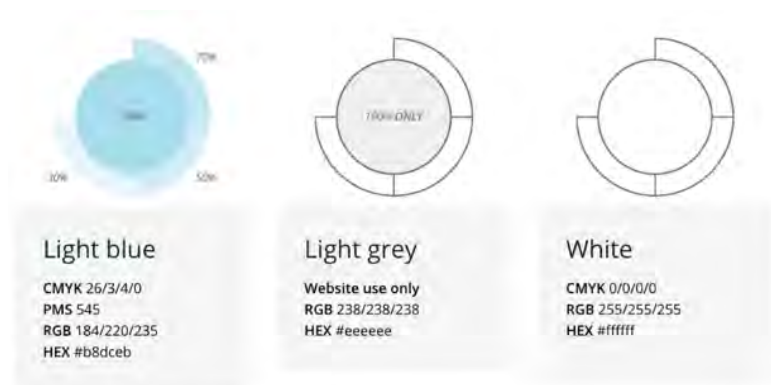 70%
50%
30%
100% ONLY
Light blue
CMYK 26/3/4/0
PMS 545
RGB 184/220/235
HEX #b8dceb
Light grey
Website use only
RGB 238/238/238
HEX #eeeeee
White
CMYK 0/0/0/0
RGB 255/255/255
HEX #ffffff